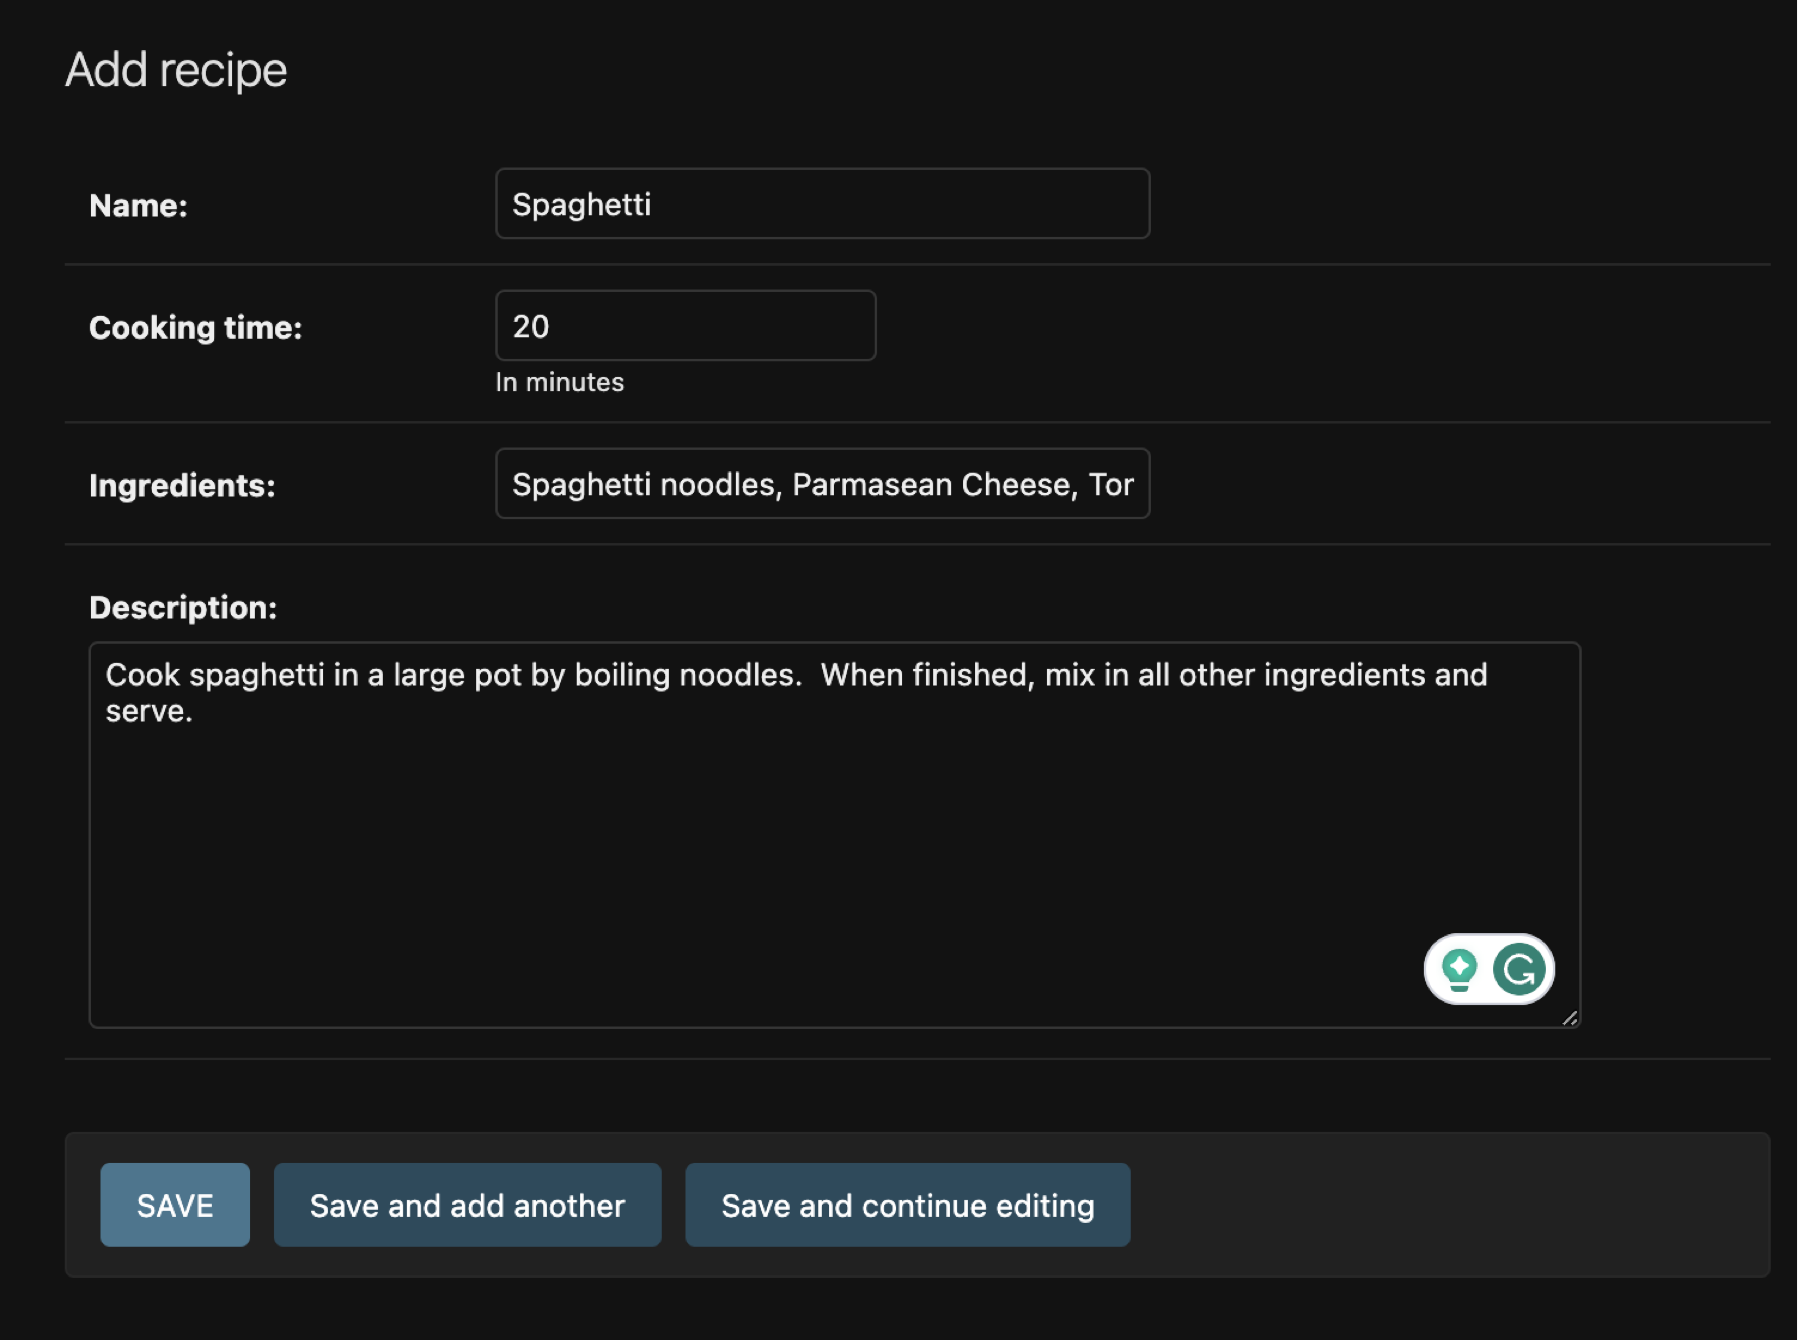 Add recipe
Name:
Spaghetti
Cooking time:
20
In minutes
Ingredients:
Spaghetti noodles, Parmasean Cheese, Tor
Description:
Cook spaghetti in a large pot by boiling noodles.  When finished, mix in all other ingredients and
serve.
SAVE
Save and add another
Save and continue editing